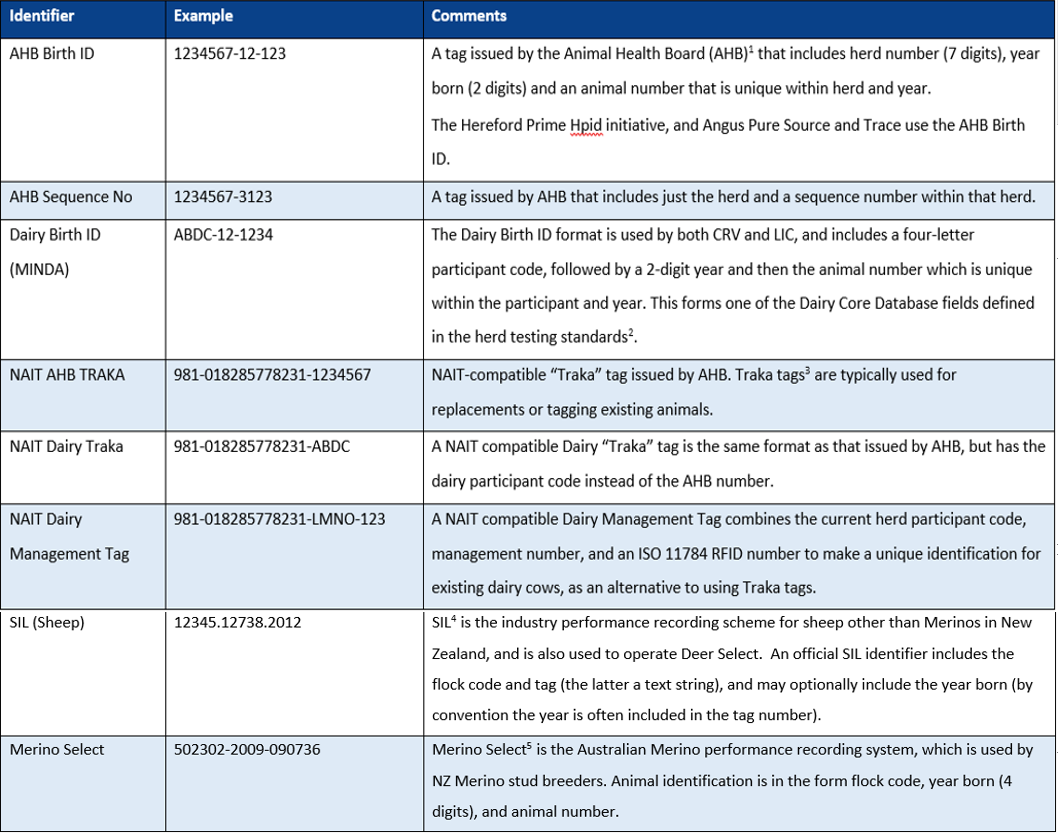 Identifier Example Comments
AHB Birth ID 1234567-12-123 A tag issued by the Animal Health Board (AHB)1 that includes herd number (7 digits), year
born (2 digits) and an animal number that is unique within herd and year.
The Hereford Prime Hpid initiative, and Angus Pure Source and Trace use the AHB Birth
ID.
AHB Sequence No 1234567-3123 A tag issued by AHB that includes just the herd and a sequence number within that herd.
Dairy Birth ID ABDC-12-1234 The Dairy Birth ID format is used by both CRV and LIC, and includes a four-letter
(MINDA) participant code, followed by a 2-digit year and then the animal number which is unique
within the participant and year. This forms one of the Dairy Core Database fields defined
in the herd testing standards2.
NAIT AHB TRAKA 981-018285778231-1234567 NAIT-compatible “Traka” tag issued by AHB. Traka tags3 are typically used for
replacements or tagging existing animals.
NAIT Dairy Traka 981-018285778231-ABDC A NAIT compatible Dairy “Traka” tag is the same format as that issued by AHB, but has the
dairy participant code instead of the AHB number.
NAIT Dairy 981-018285778231-LMNO-123 A NAIT compatible Dairy Management Tag combines the current herd participant code,
Management Tag management number, and an ISO 11784 RFID number to make a unique identification for
existing dairy cows, as an alternative to using Traka tags.
SIL (Sheep) 12345.12738.2012 SIL4 is the industry performance recording scheme for sheep other than Merinos in New
Zealand, and is also used to operate Deer Select. An official SIL identifier includes the
flock code and tag (the latter a text string), and may optionally include the year born (by
convention the year is often included in the tag number).
Merino Select 502302-2009-090736 Merino Select5 is the Australian Merino performance recording system, which is used by
NZ Merino stud breeders. Animal identification is in the form flock code, year born (4
digits), and animal number.